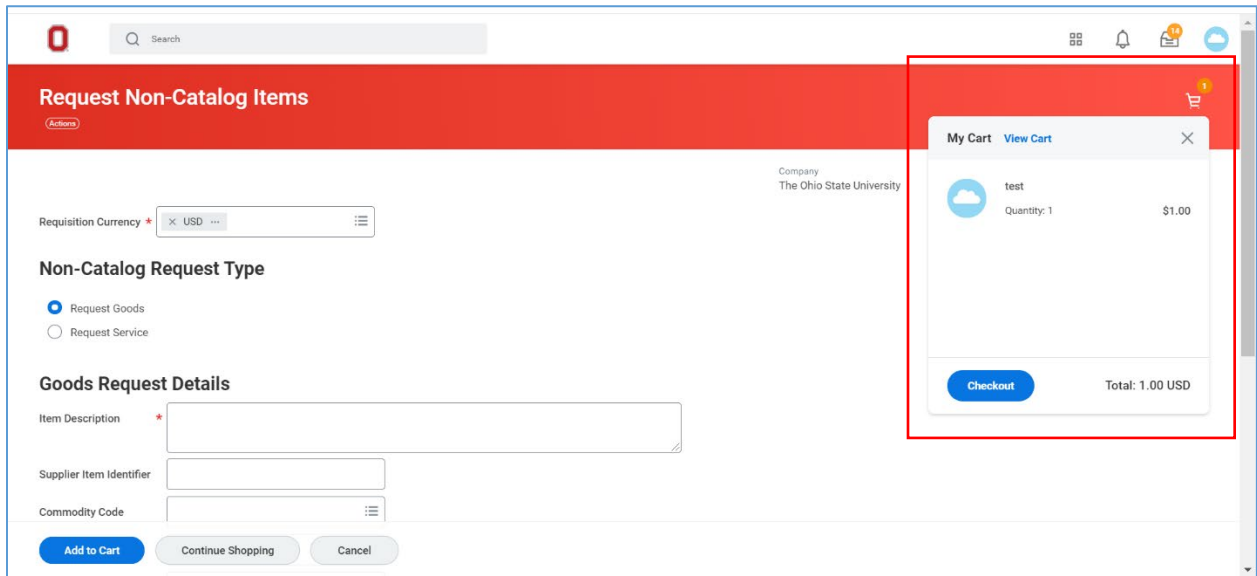 O
Search
14
Request Non-Catalog Items
1
(Actions)
My Cart View Cart
Company
The Ohio State University
test
Quantity: 1 $1.00
Requisition Currency * × USD ...
Non-Catalog Request Type
Request Goods
Request Service
Goods Request Details
Checkout Total: 1.00 USD
Item Description *
Supplier Item Identifier
Commodity Code
Add to Cart Continue Shopping Cancel